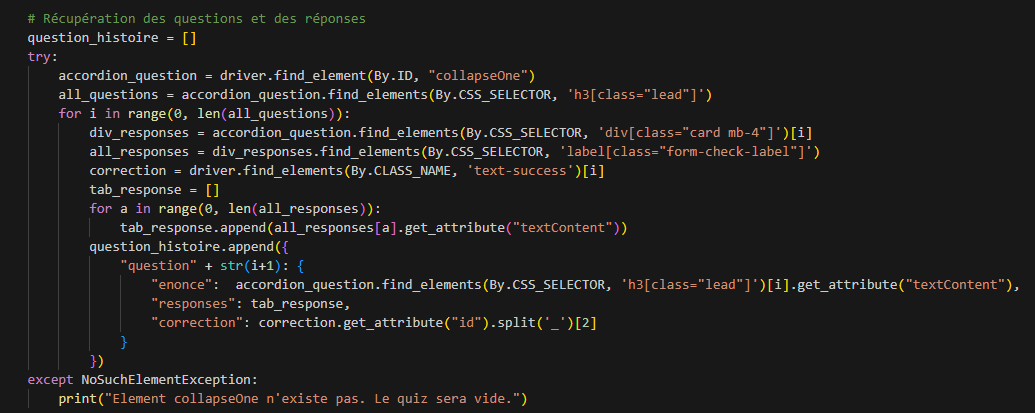 # Récupération des questions et des réponses
question_histoire = []
try:
    accordion_question = driver.find_element(By.ID, "collapseOne")
    all_questions = accordion_question.find_elements(By.CSS_SELECTOR, 'h3[class="lead"]')
    for i in range(0, len(all_questions)):
        div_responses = accordion_question.find_elements(By.CSS_SELECTOR, 'div[class="card mb-4"]')[i]
        all_responses = div_responses.find_elements(By.CSS_SELECTOR, 'label[class="form-check-label"]')
        correction = driver.find_elements(By.CLASS_NAME, 'text-success')[i]
        tab_response = []
        for a in range(0, len(all_responses)):
            tab_response.append(all_responses[a].get_attribute("textContent"))
        question_histoire.append({
            "question" + str(i+1): {
                "enonce":  accordion_question.find_elements(By.CSS_SELECTOR, 'h3[class="lead"]')[i].get_attribute("textContent"),
                "responses": tab_response,
                "correction": correction.get_attribute("id").split('_')[2]
            }
        })
except NoSuchElementException:
    print("Element collapseOne n'existe pas. Le quiz sera vide.")